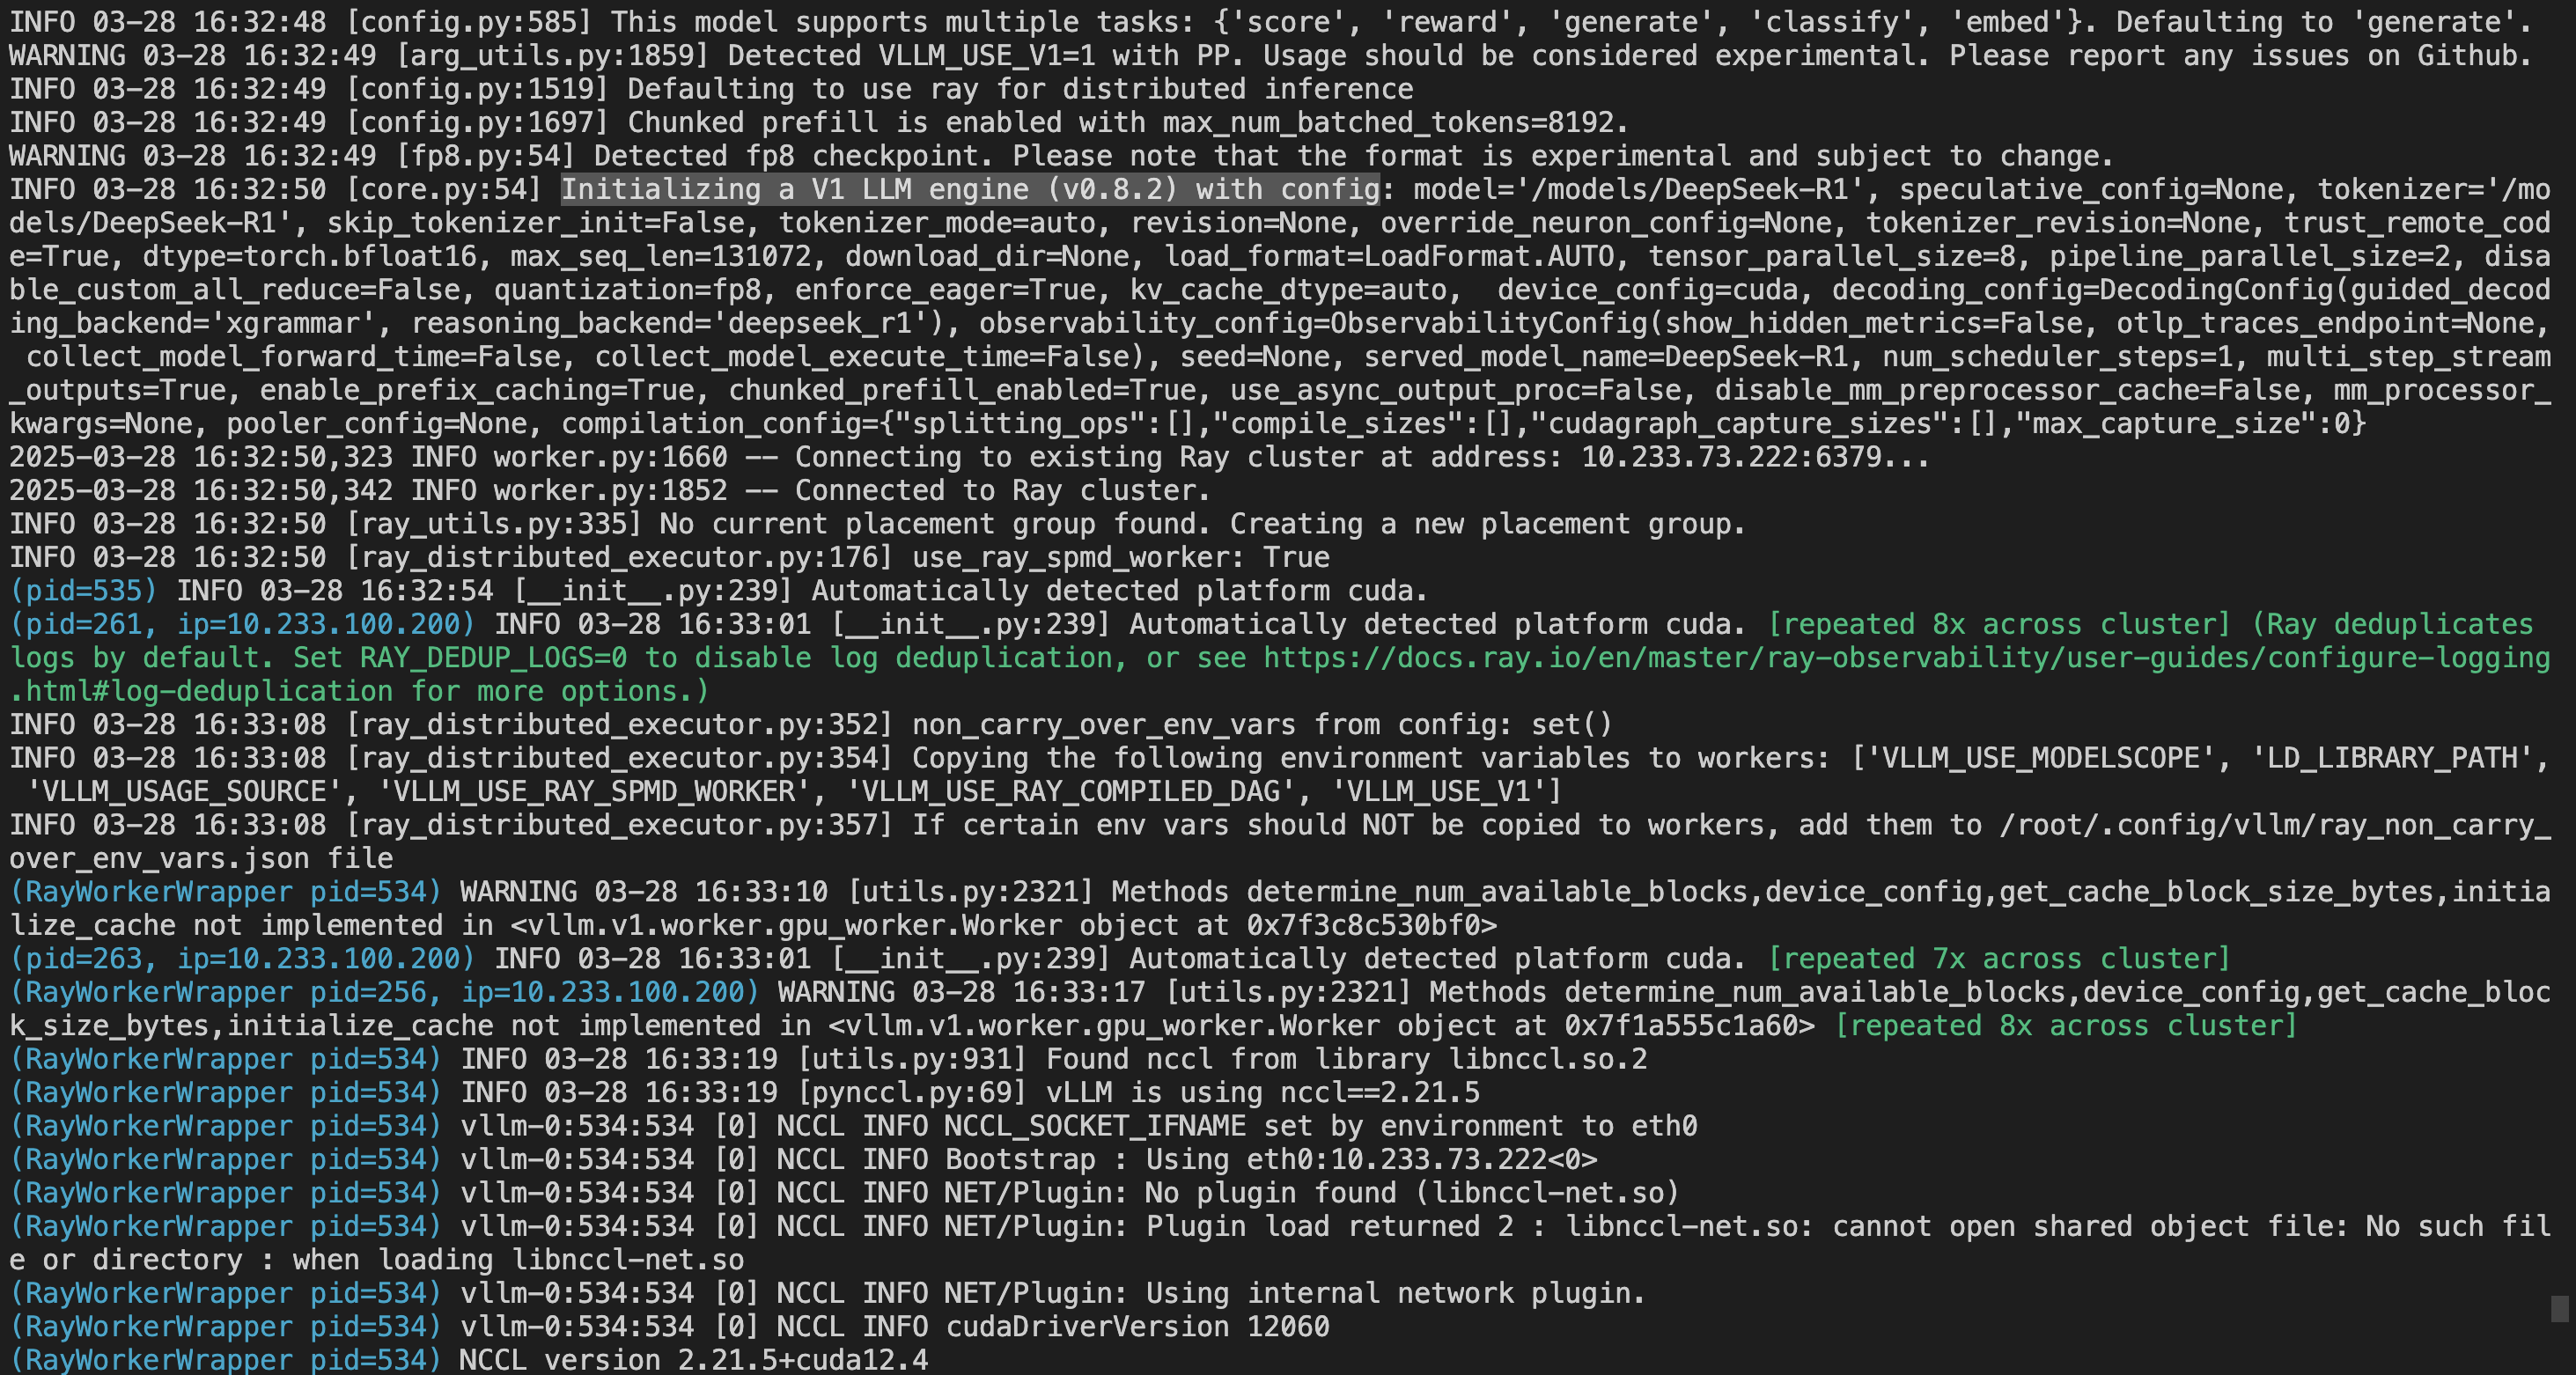 INFO 03-28 16:32:48 [config.py:585] This model supports multiple tasks: {'score', 'reward', 'generate', 'classify', 'embed'}. Defaulting to 'generate'.
WARNING 03-28 16:32:49 [arg_utils.py:1859] Detected VLLM_USE_V1=1 with PP. Usage should be considered experimental. Please report any issues on Github.
INFO 03-28 16:32:49 [config.py:1519] Defaulting to use ray for distributed inference
INFO 03-28 16:32:49 [config.py:1697] Chunked prefill is enabled with max_num_batched_tokens=8192.
WARNING 03-28 16:32:49 [fp8.py:54] Detected fp8 checkpoint. Please note that the format is experimental and subject to change.
INFO 03-28 16:32:50 [core.py:54] Initializing a V1 LLM engine (v0.8.2) with config: model='/models/DeepSeek-R1', speculative_config=None, tokenizer='/mo
dels/DeepSeek-R1', skip_tokenizer_init=False, tokenizer_mode=auto, revision=None, override_neuron_config=None, tokenizer_revision=None, trust_remote_cod
e=True, dtype=torch.bfloat16, max_seq_len=131072, download_dir=None, load_format=LoadFormat.AUTO, tensor_parallel_size=8, pipeline_parallel_size=2, disa
ble_custom_all_reduce=False, quantization=fp8, enforce_eager=True, kv_cache_dtype=auto,  device_config=cuda, decoding_config=DecodingConfig(guided_decod
ing_backend='xgrammar', reasoning_backend='deepseek_r1'), observability_config=ObservabilityConfig(show_hidden_metrics=False, otlp_traces_endpoint=None,
 collect_model_forward_time=False, collect_model_execute_time=False), seed=None, served_model_name=DeepSeek-R1, num_scheduler_steps=1, multi_step_stream
_outputs=True, enable_prefix_caching=True, chunked_prefill_enabled=True, use_async_output_proc=False, disable_mm_preprocessor_cache=False, mm_processor_
kwargs=None, pooler_config=None, compilation_config={"splitting_ops":[],"compile_sizes":[],"cudagraph_capture_sizes":[],"max_capture_size":0}
2025-03-28 16:32:50,323 INFO worker.py:1660 -- Connecting to existing Ray cluster at address: 10.233.73.222:6379...
2025-03-28 16:32:50,342 INFO worker.py:1852 -- Connected to Ray cluster.
INFO 03-28 16:32:50 [ray_utils.py:335] No current placement group found. Creating a new placement group.
INFO 03-28 16:32:50 [ray_distributed_executor.py:176] use_ray_spmd_worker: True
(pid=535) INFO 03-28 16:32:54 [__init__.py:239] Automatically detected platform cuda.
(pid=261, ip=10.233.100.200) INFO 03-28 16:33:01 [__init__.py:239] Automatically detected platform cuda. [repeated 8x across cluster] (Ray deduplicates
logs by default. Set RAY_DEDUP_LOGS=0 to disable log deduplication, or see https://docs.ray.io/en/master/ray-observability/user-guides/configure-logging
.html#log-deduplication for more options.)
INFO 03-28 16:33:08 [ray_distributed_executor.py:352] non_carry_over_env_vars from config: set()
INFO 03-28 16:33:08 [ray_distributed_executor.py:354] Copying the following environment variables to workers: ['VLLM_USE_MODELSCOPE', 'LD_LIBRARY_PATH',
 'VLLM_USAGE_SOURCE', 'VLLM_USE_RAY_SPMD_WORKER', 'VLLM_USE_RAY_COMPILED_DAG', 'VLLM_USE_V1']
INFO 03-28 16:33:08 [ray_distributed_executor.py:357] If certain env vars should NOT be copied to workers, add them to /root/.config/vllm/ray_non_carry_
over_env_vars.json file
(RayWorkerWrapper pid=534) WARNING 03-28 16:33:10 [utils.py:2321] Methods determine_num_available_blocks,device_config,get_cache_block_size_bytes,initia
lize_cache not implemented in <vllm.v1.worker.gpu_worker.Worker object at 0x7f3c8c530bf0>
(pid=263, ip=10.233.100.200) INFO 03-28 16:33:01 [__init__.py:239] Automatically detected platform cuda. [repeated 7x across cluster]
(RayWorkerWrapper pid=256, ip=10.233.100.200) WARNING 03-28 16:33:17 [utils.py:2321] Methods determine_num_available_blocks,device_config,get_cache_bloc
k_size_bytes,initialize_cache not implemented in <vllm.v1.worker.gpu_worker.Worker object at 0x7f1a555c1a60> [repeated 8x across cluster]
(RayWorkerWrapper pid=534) INFO 03-28 16:33:19 [utils.py:931] Found nccl from library libnccl.so.2
(RayWorkerWrapper pid=534) INFO 03-28 16:33:19 [pynccl.py:69] vLLM is using nccl==2.21.5
(RayWorkerWrapper pid=534) vllm-0:534:534 [0] NCCL INFO NCCL_SOCKET_IFNAME set by environment to eth0
(RayWorkerWrapper pid=534) vllm-0:534:534 [0] NCCL INFO Bootstrap : Using eth0:10.233.73.222<0>
(RayWorkerWrapper pid=534) vllm-0:534:534 [0] NCCL INFO NET/Plugin: No plugin found (libnccl-net.so)
(RayWorkerWrapper pid=534) vllm-0:534:534 [0] NCCL INFO NET/Plugin: Plugin load returned 2 : libnccl-net.so: cannot open shared object file: No such fil
e or directory : when loading libnccl-net.so
(RayWorkerWrapper pid=534) vllm-0:534:534 [0] NCCL INFO NET/Plugin: Using internal network plugin.
(RayWorkerWrapper pid=534) vllm-0:534:534 [0] NCCL INFO cudaDriverVersion 12060
(RayWorkerWrapper pid=534) NCCL version 2.21.5+cuda12.4